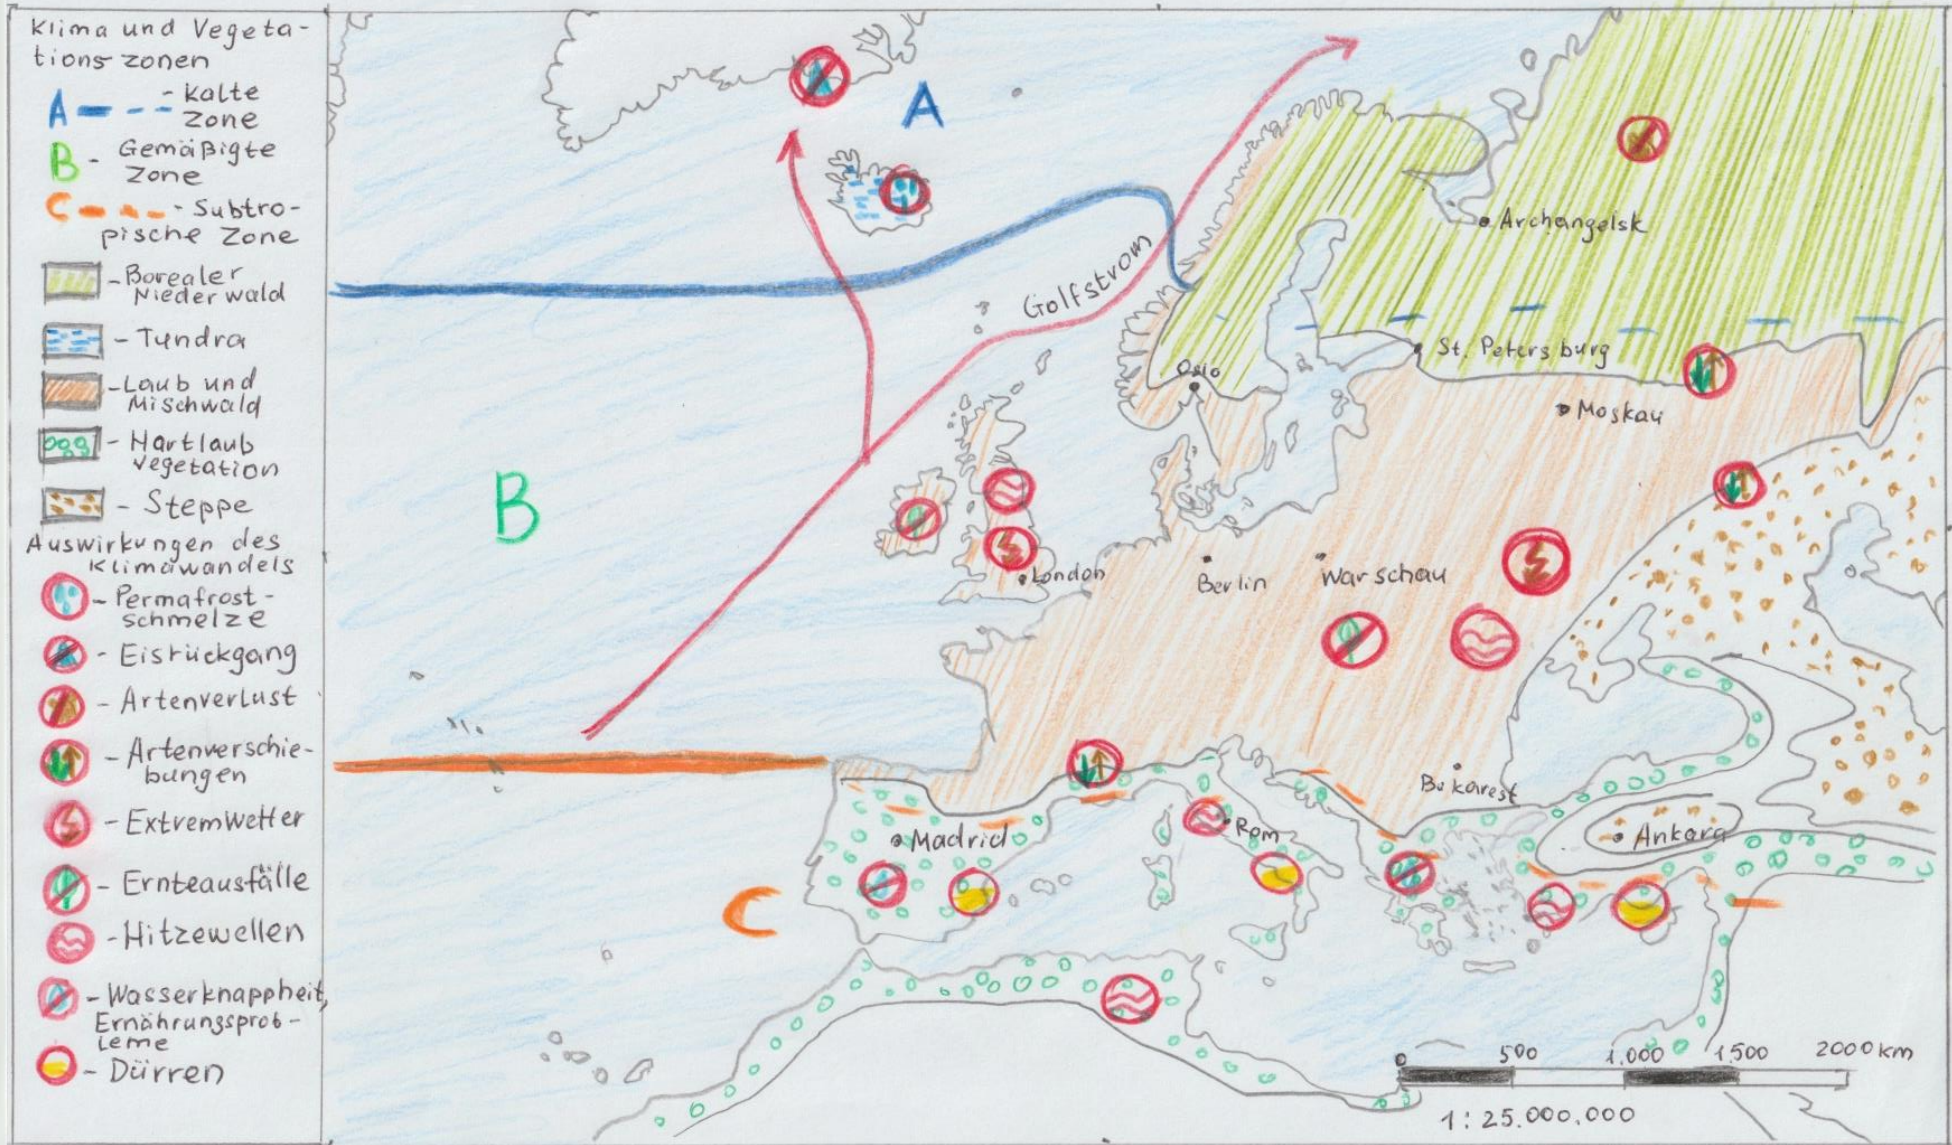 Klima und Vegeta-
tions zonen
A - Kalte
Zone
B - Gemäßigte
Zone
C - Subtro-
pische Zone
- Borealer
Nieder wald
- Tundra
- Laub und
Mischwald
- Hartlaub
vegetation
- Steppe
Auswirkungen des
Klimawandels
- Permafrost-
schmelze
- Eisrückgang
- Artenverlust
- Artenverschie-
bungen
- Extremwetter
- Ernteausfälle
- Hitzewellen
- Wasserknappheit,
Ernährungsprob-
leme
- Dürren
A
Archangelsk
Golfstrom
St. Petersburg
Oslo
Moskau
B
London
Berlin
Warschau
Bukarest
Madrid
Rom
Ankara
C
0 500 1.000 1.500 2000 km
1:25.000.000